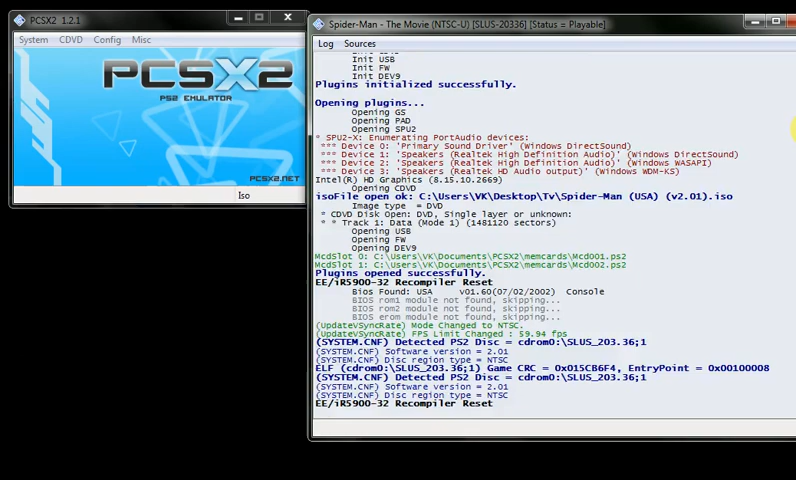 PCSX2 1.2.1
System CDVD Config Misc
PCSX2
PS2 EMULATOR
PCSX2.NET
Iso
Spider-Man - The Movie (NTSC-U) [SLUS-20336] [Status = Playable]
Log Sources
Init USB
Init FW
Init DEV9
Plugins initialized successfully.
Opening plugins...
Opening GS
Opening PAD
Opening SPU2
* SPU2-X: Enumerating PortAudio devices:
*** Device 0: 'Primary Sound Driver' (Windows DirectSound)
*** Device 1: 'Speakers (Realtek High Definition Audio)' (Windows DirectSound)
*** Device 2: 'Speakers (Realtek High Definition Audio)' (Windows WASAPI)
*** Device 3: 'Speakers (Realtek HD Audio output)' (Windows WDM-KS)
Intel(R) HD Graphics (8.15.10.2669)
Opening CDVD
isoFile open ok: C:\Users\VK\Desktop\Tv\Spider-Man (USA) (v2.01).iso
Image type = DVD
* CDVD Disk Open: DVD, Single layer or unknown:
* * Track 1: Data (Mode 1) (1481120 sectors)
Opening USB
Opening FW
Opening DEV9
McdSlot 0: C:\Users\VK\Documents\PCSX2\memcards\Mcd001.ps2
McdSlot 1: C:\Users\VK\Documents\PCSX2\memcards\Mcd002.ps2
Plugins opened successfully.
EE/iR5900-32 Recompiler Reset
Bios Found: USA v01.60(07/02/2002) Console
BIOS rom1 module not found, skipping...
BIOS rom2 module not found, skipping...
BIOS erom module not found, skipping...
(UpdateVSyncRate) Mode Changed to NTSC.
(UpdateVSyncRate) FPS Limit Changed : 59.94 fps
(SYSTEM.CNF) Detected PS2 Disc = cdrom0:\SLUS_203.36;1
(SYSTEM.CNF) Software version = 2.01
(SYSTEM.CNF) Disc region type = NTSC
ELF (cdrom0:\SLUS_203.36;1) Game CRC = 0x015CB6F4, EntryPoint = 0x00100008
(SYSTEM.CNF) Detected PS2 Disc = cdrom0:\SLUS_203.36;1
(SYSTEM.CNF) Software version = 2.01
(SYSTEM.CNF) Disc region type = NTSC
EE/iR5900-32 Recompiler Reset